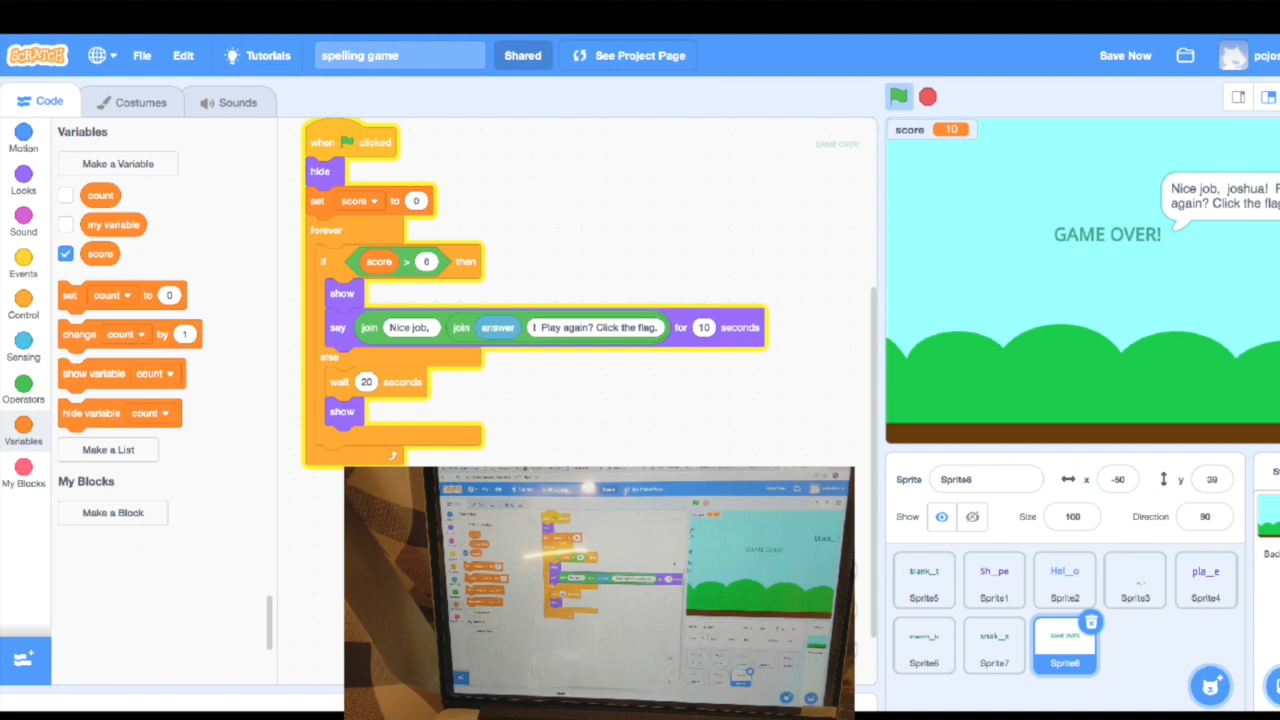 SCRATCH File Edit Tutorials spelling game Shared See Project Page Save Now
Code Costumes Sounds
Motion
Looks
Sound
Events
Control
Sensing
Operators
Variables
My Blocks
Variables
Make a Variable
count
my variable
score
set count to 0
change count by 1
show variable count
hide variable count
Make a List
My Blocks
Make a Block
when clicked
hide
set score to 0
forever
if score > 6 then
show
say join Nice job, join answer ! Play again? Click the flag. for 10 seconds
else
wait 20 seconds
show
GAME OVER!
score 10
Nice job, joshua!
again? Click the flag
GAME OVER!
Sprite Sprite8 x -50 y 39
Show Size 100 Direction 90
blank_t Sh_pe Hel_o pla_e
Sprite5 Sprite1 Sprite2 Sprite3 Sprite4
snak_s GAME OVER!
Sprite6 Sprite7 Sprite8
GAME OVER!
blank_t